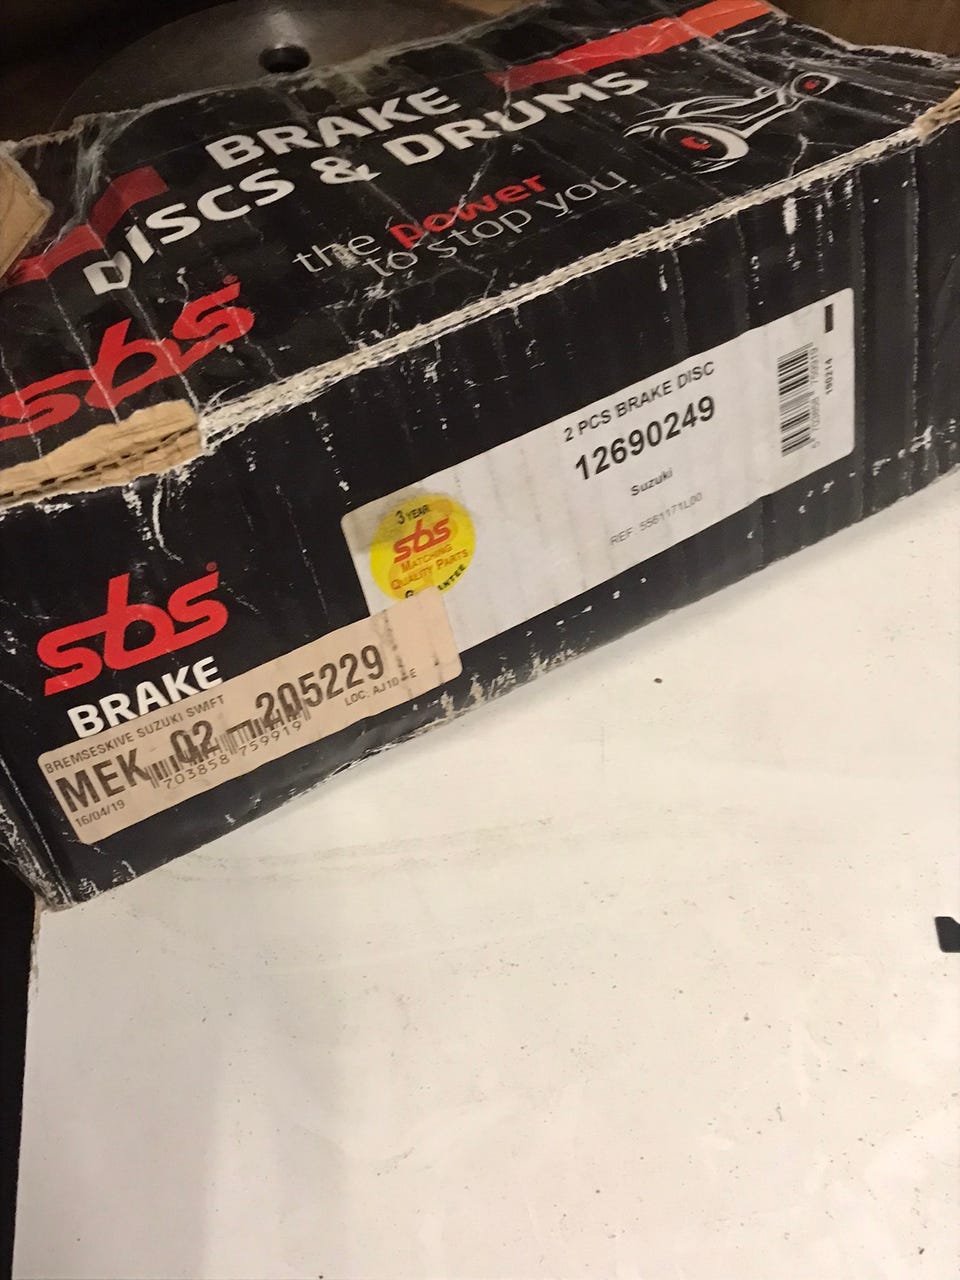 BRAKE
DISCS & DRUMS
the power
to stop you
sbs
2 PCS BRAKE DISC
12690249
Suzuki
REF: 5561171L00
190214
3 YEAR
sbs
MATCHING
QUALITY PARTS
sbs
BRAKE
BREMSESKIVE SUZUKI SWIFT
MEK 02 - 205229
703858 759919
16/04/19